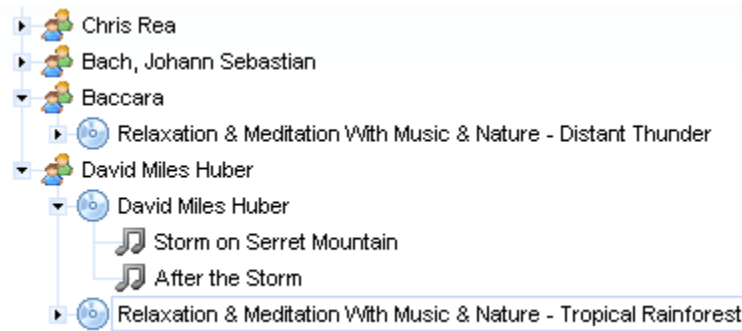 Chris Rea
Bach, Johann Sebastian
Baccara
Relaxation & Meditation With Music & Nature - Distant Thunder
David Miles Huber
David Miles Huber
Storm on Serret Mountain
After the Storm
Relaxation & Meditation With Music & Nature - Tropical Rainforest